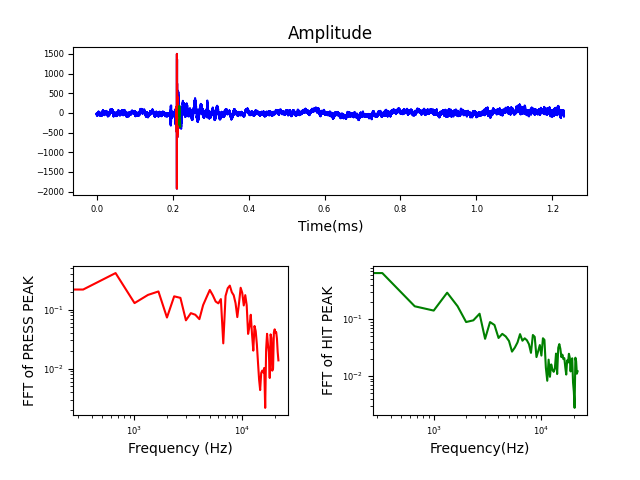 Amplitude
1500
1000
500
0
−500
−1000
−1500
−2000
0.0 0.2 0.4 0.6 0.8 1.0 1.2
Time(ms)
FFT of PRESS PEAK
10⁻¹
10⁻²
10³ 10⁴
Frequency (Hz)
FFT of HIT PEAK
10⁻¹
10⁻²
10³ 10⁴
Frequency(Hz)